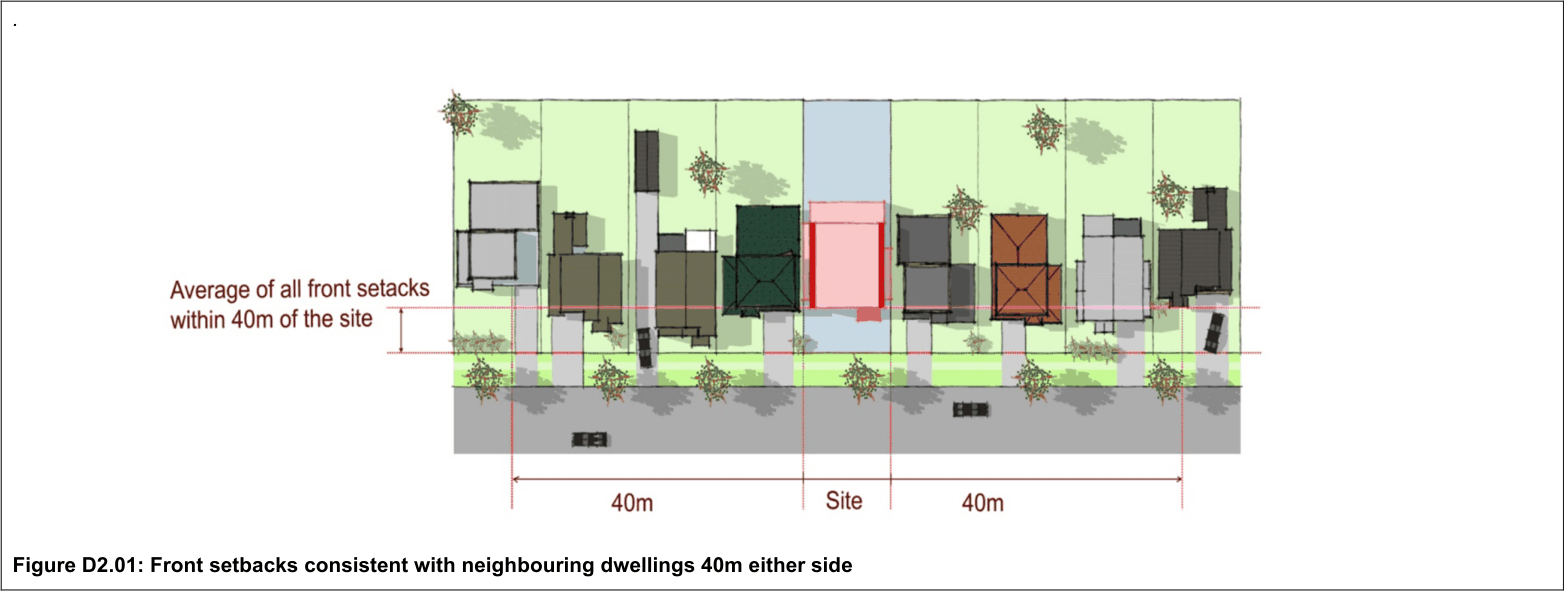 .
Average of all front setacks
within 40m of the site
40m
Site
40m
Figure D2.01: Front setbacks consistent with neighbouring dwellings 40m either side